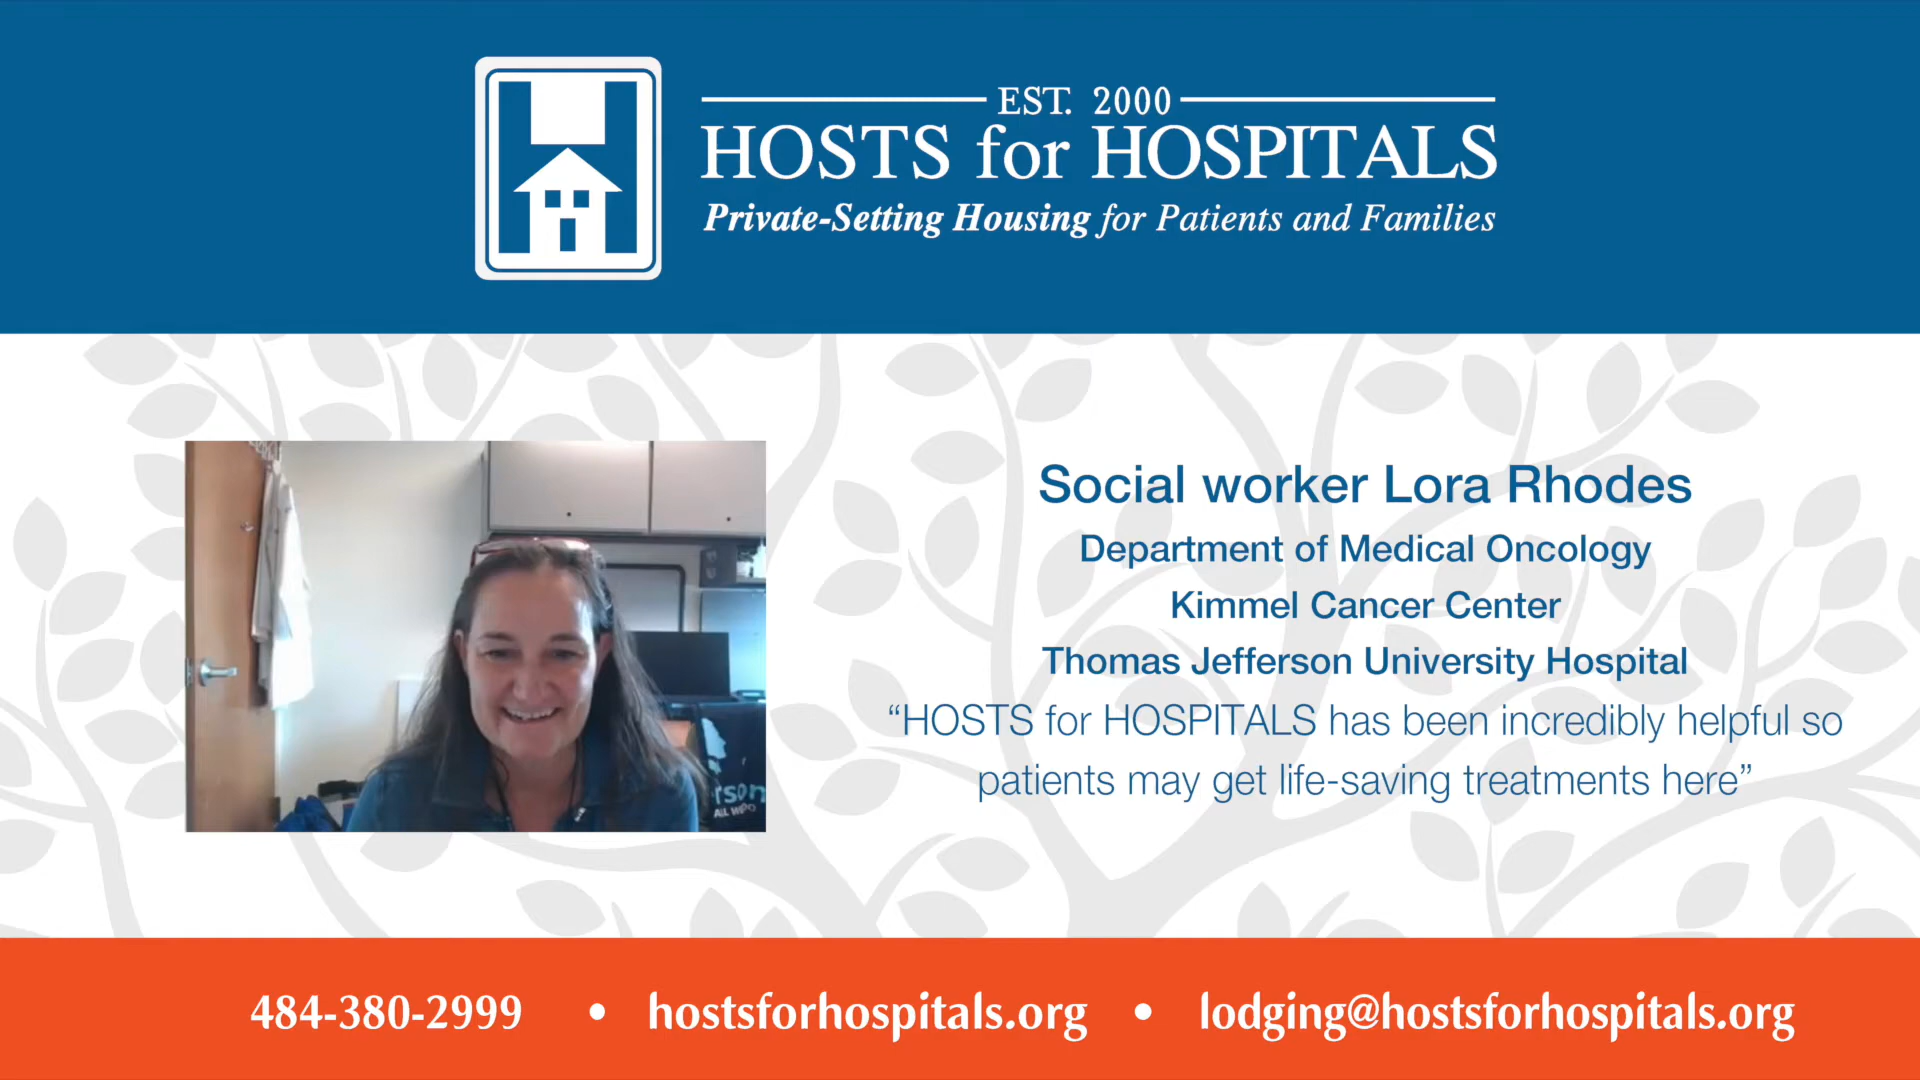 EST. 2000
HOSTS for HOSPITALS
Private-Setting Housing for Patients and Families
Social worker Lora Rhodes
Department of Medical Oncology
Kimmel Cancer Center
Thomas Jefferson University Hospital
“HOSTS for HOSPITALS has been incredibly helpful so
patients may get life-saving treatments here”
484-380-2999 • hostsforhospitals.org • lodging@hostsforhospitals.org